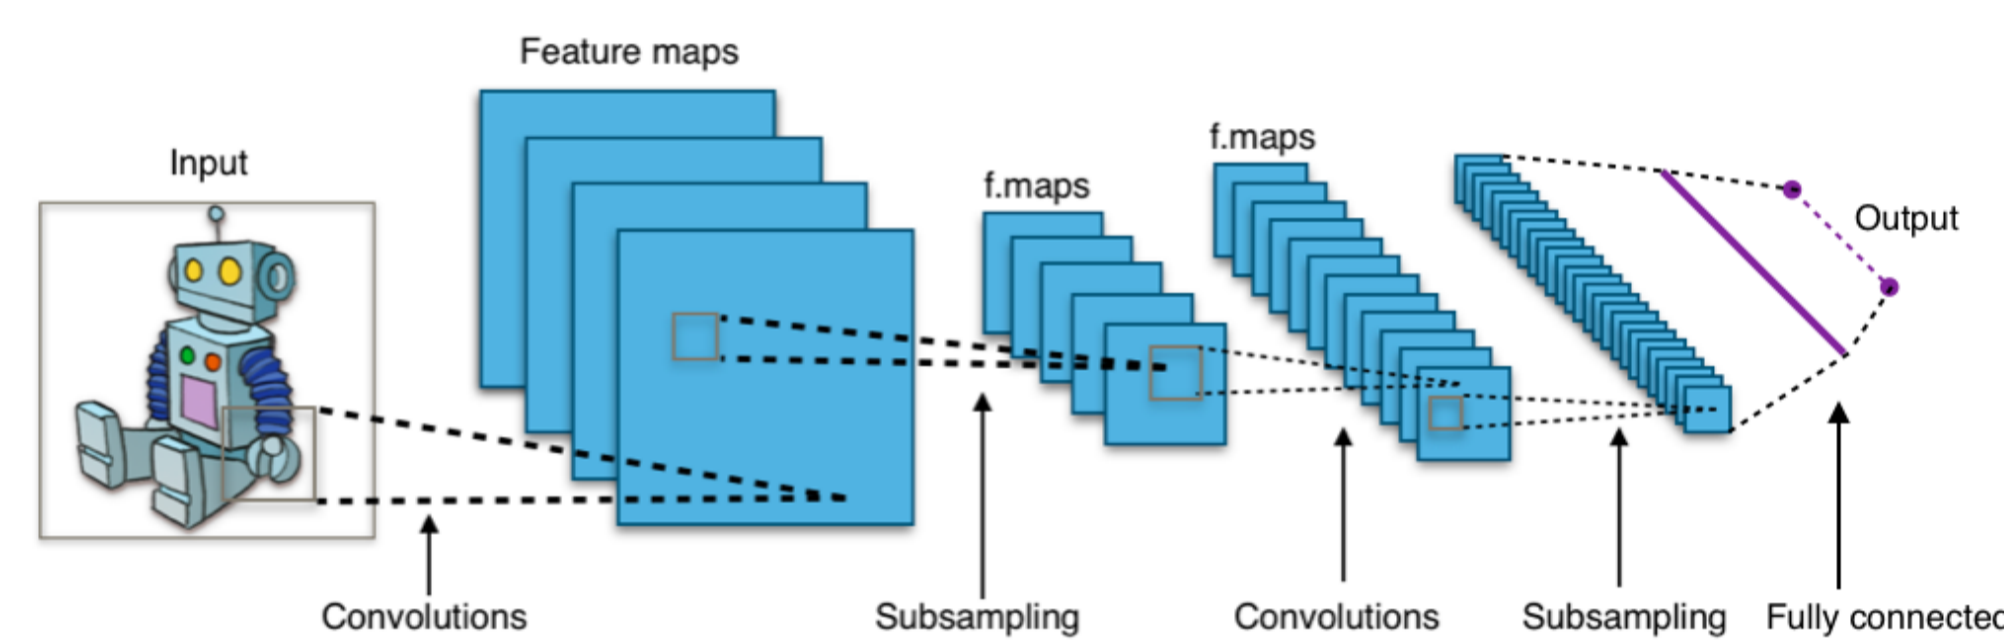 Feature maps
f.maps
Input
f.maps
Output
Convolutions
Subsampling
Convolutions
Subsampling
Fully connected